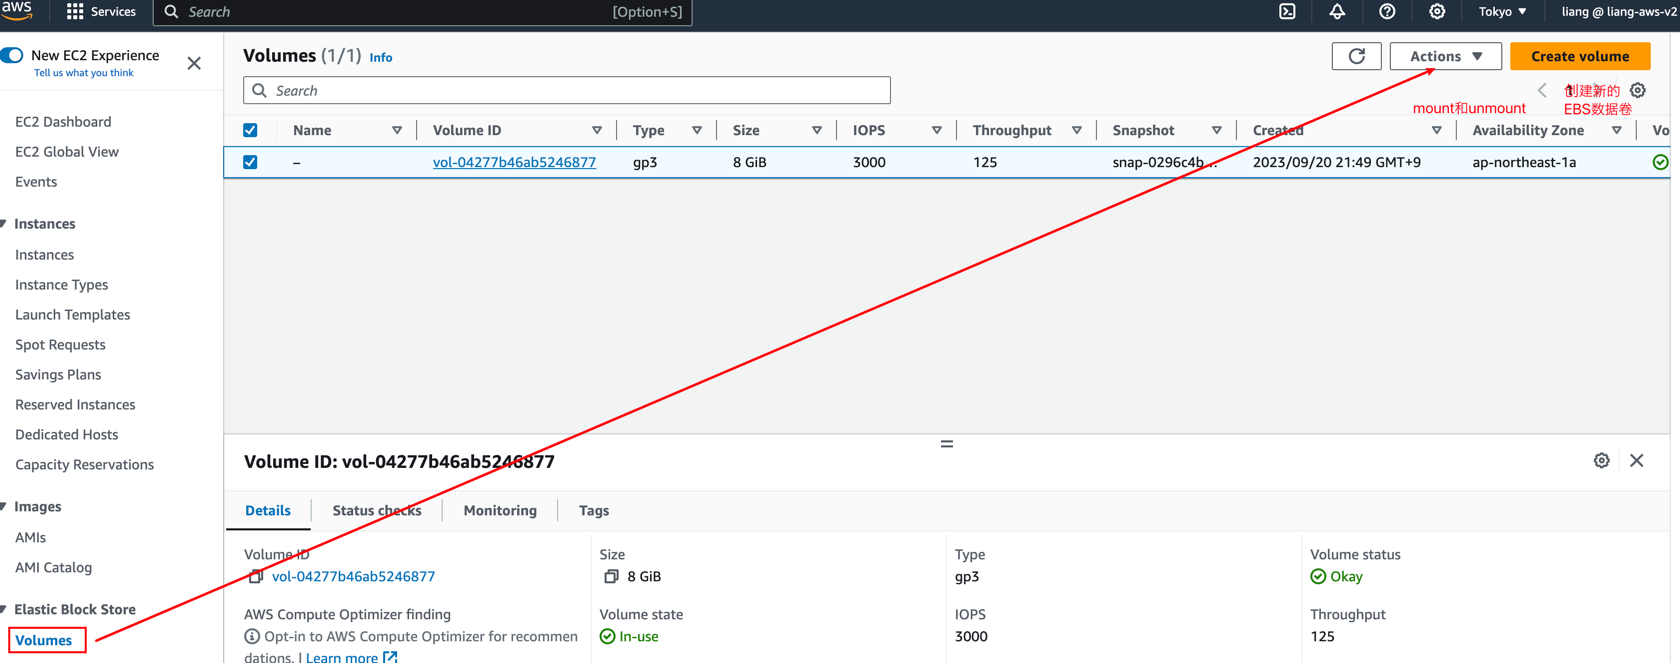 aws
Services
Search
[Option+S]
Tokyo
liang @ liang-aws-v2
New EC2 Experience
Tell us what you think
EC2 Dashboard
EC2 Global View
Events
Instances
Instances
Instance Types
Launch Templates
Spot Requests
Savings Plans
Reserved Instances
Dedicated Hosts
Capacity Reservations
Images
AMIs
AMI Catalog
Elastic Block Store
Volumes
Volumes (1/1) Info
Actions
Create volume
Search
创建新的
EBS数据卷
mount和unmount
Name Volume ID Type Size IOPS Throughput Snapshot Created Availability Zone Vo
– vol-04277b46ab5246877 gp3 8 GiB 3000 125 snap-0296c4b... 2023/09/20 21:49 GMT+9 ap-northeast-1a
Volume ID: vol-04277b46ab5246877
Details Status checks Monitoring Tags
Volume ID
vol-04277b46ab5246877
Size
8 GiB
Type
gp3
Volume status
Okay
AWS Compute Optimizer finding
Opt-in to AWS Compute Optimizer for recommen
dations. | Learn more
Volume state
In-use
IOPS
3000
Throughput
125